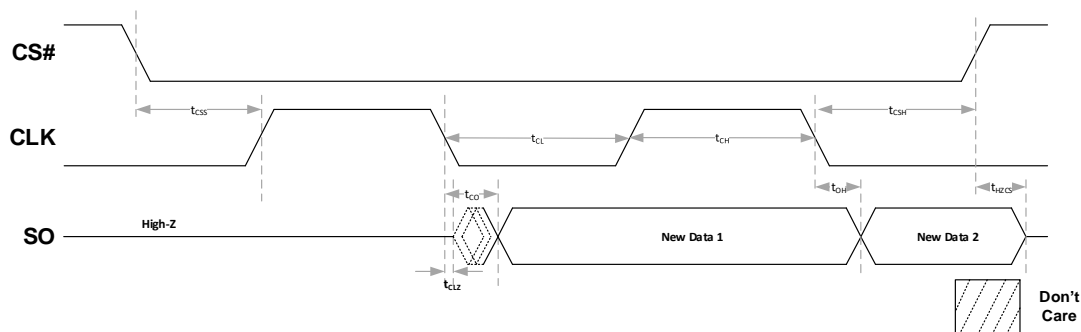 CS#
tCSS
tCSH
CLK
tCL
tCH
tCO
tOH
tHZCS
High-Z
SO
New Data 1
New Data 2
tCLZ
Don't
Care